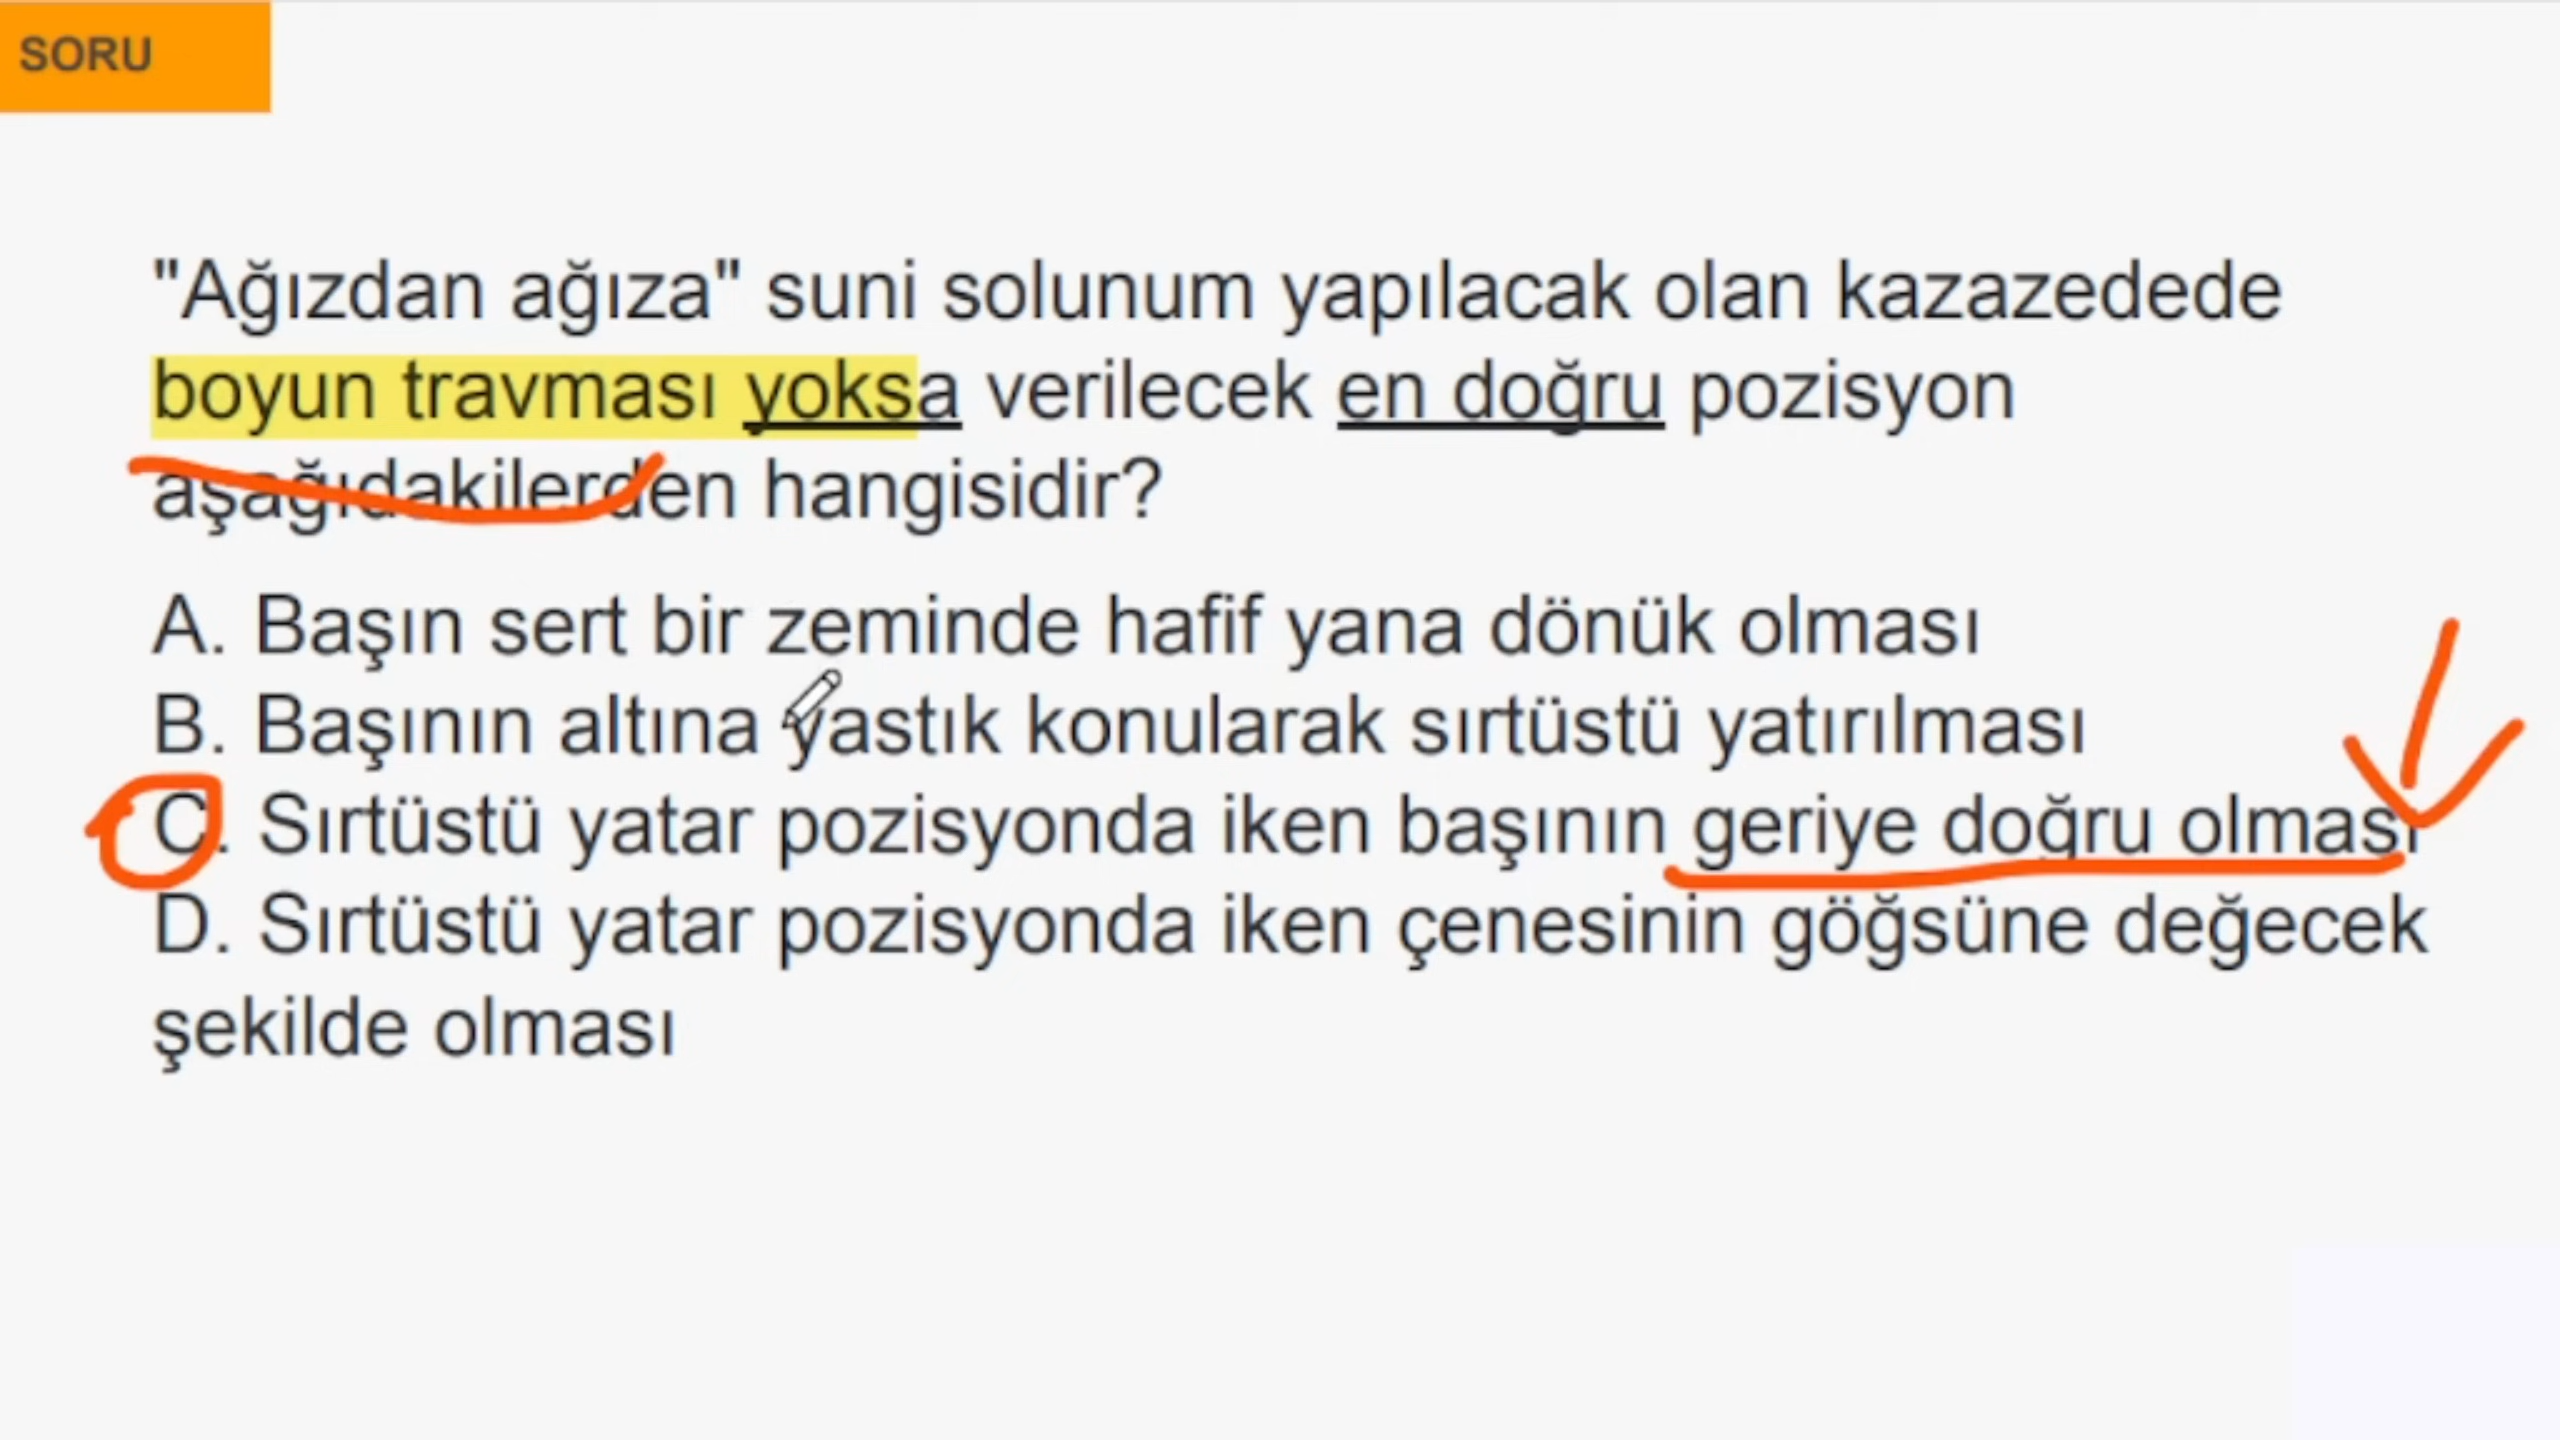 SORU
"Ağızdan ağıza" suni solunum yapılacak olan kazazedede
boyun travması yoksa verilecek en doğru pozisyon
aşağıdakilerden hangisidir?
A. Başın sert bir zeminde hafif yana dönük olması
B. Başının altına yastık konularak sırtüstü yatırılması
C. Sırtüstü yatar pozisyonda iken başının geriye doğru olması
D. Sırtüstü yatar pozisyonda iken çenesinin göğsüne değecek
şekilde olması